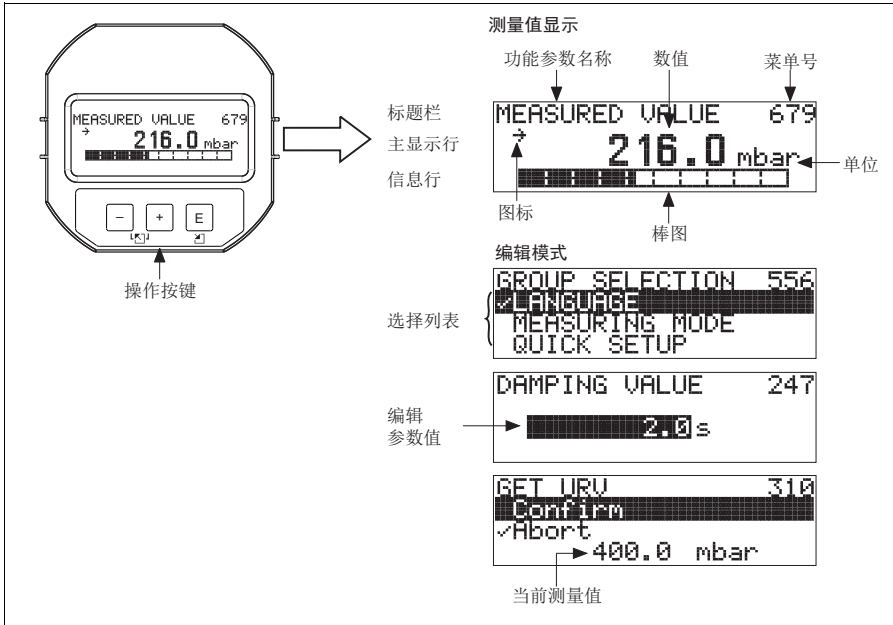 测量值显示
功能参数名称 数值 菜单号
标题栏
主显示行
信息行
MEASURED VALUE 679
216.0 mbar
- + E
操作按键
MEASURED VALUE 679
216.0 mbar
单位
图标
棒图
编辑模式
选择列表
GROUP SELECTION 556
✓LANGUAGE
MEASURING MODE
QUICK SETUP
编辑
参数值
DAMPING VALUE 247
2.0 s
GET URV 310
Confirm
✓Abort
400.0 mbar
当前测量值